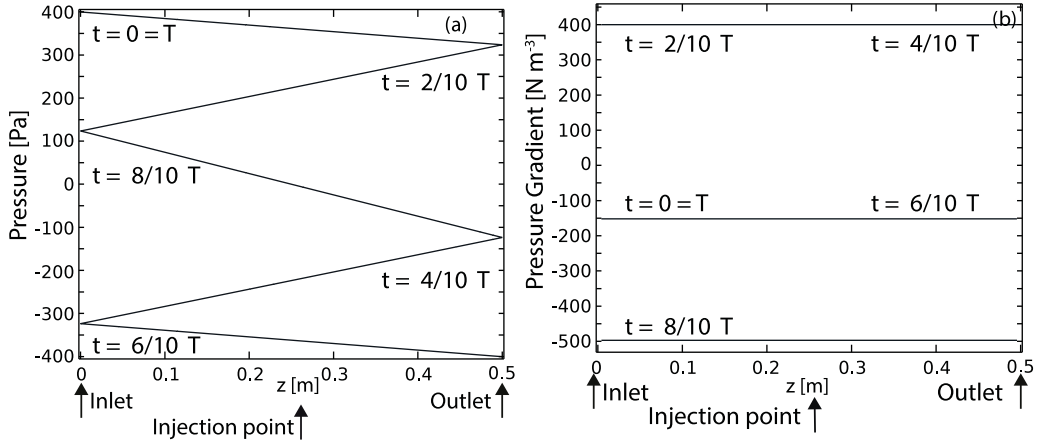 (a)
Pressure [Pa]
400
300
200
100
0
-100
-200
-300
-400
t = 0 = T
t = 2/10 T
t = 8/10 T
t = 4/10 T
t = 6/10 T
0 0.1 0.2 0.3 0.4 0.5
z [m]
Inlet
Injection point
Outlet
(b)
Pressure Gradient [N m⁻³]
400
300
200
100
0
-100
-200
-300
-400
-500
t = 2/10 T
t = 4/10 T
t = 0 = T
t = 6/10 T
t = 8/10 T
0 0.1 0.2 0.3 0.4 0.5
z [m]
Inlet
Injection point
Outlet